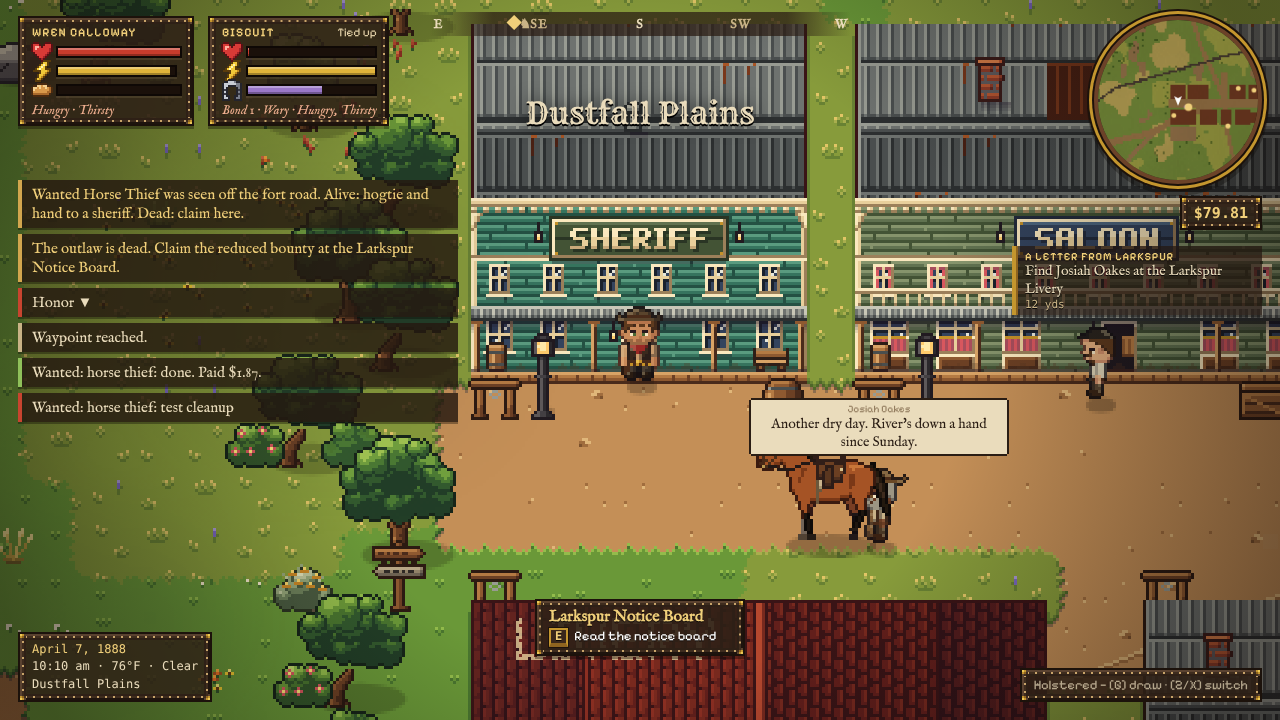 E
SE
S
SW
W
WREN CALLOWAY
Hungry · Thirsty
BISCUIT
Tied up
Bond 1 · Wary · Hungry, Thirsty
Dustfall Plains
Wanted Horse Thief was seen off the fort road. Alive: hogtie and
hand to a sheriff. Dead: claim here.
The outlaw is dead. Claim the reduced bounty at the Larkspur
Notice Board.
Honor ▼
Waypoint reached.
Wanted: horse thief: done. Paid $1.87.
Wanted: horse thief: test cleanup
SHERIFF
SALOON
$79.81
A LETTER FROM LARKSPUR
Find Josiah Oakes at the Larkspur
Livery
12 yds
Josiah Oakes
Another dry day. River's down a hand
since Sunday.
Larkspur Notice Board
E Read the notice board
April 7, 1888
10:10 am · 76°F · Clear
Dustfall Plains
Holstered - (G) draw · (2/X) switch